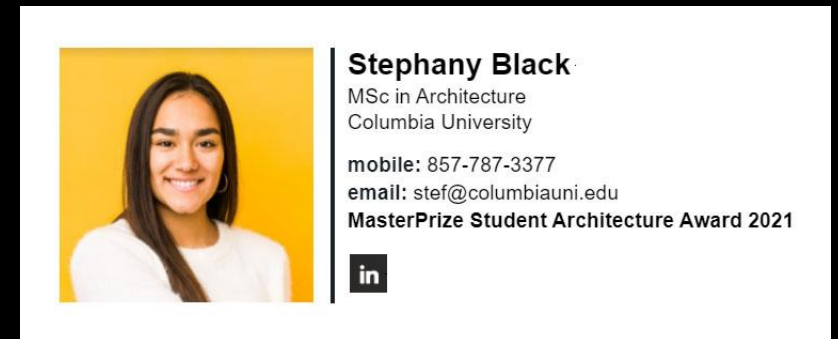 Stephany Black
MSc in Architecture
Columbia University
mobile: 857-787-3377
email: stef@columbiauni.edu
MasterPrize Student Architecture Award 2021
in